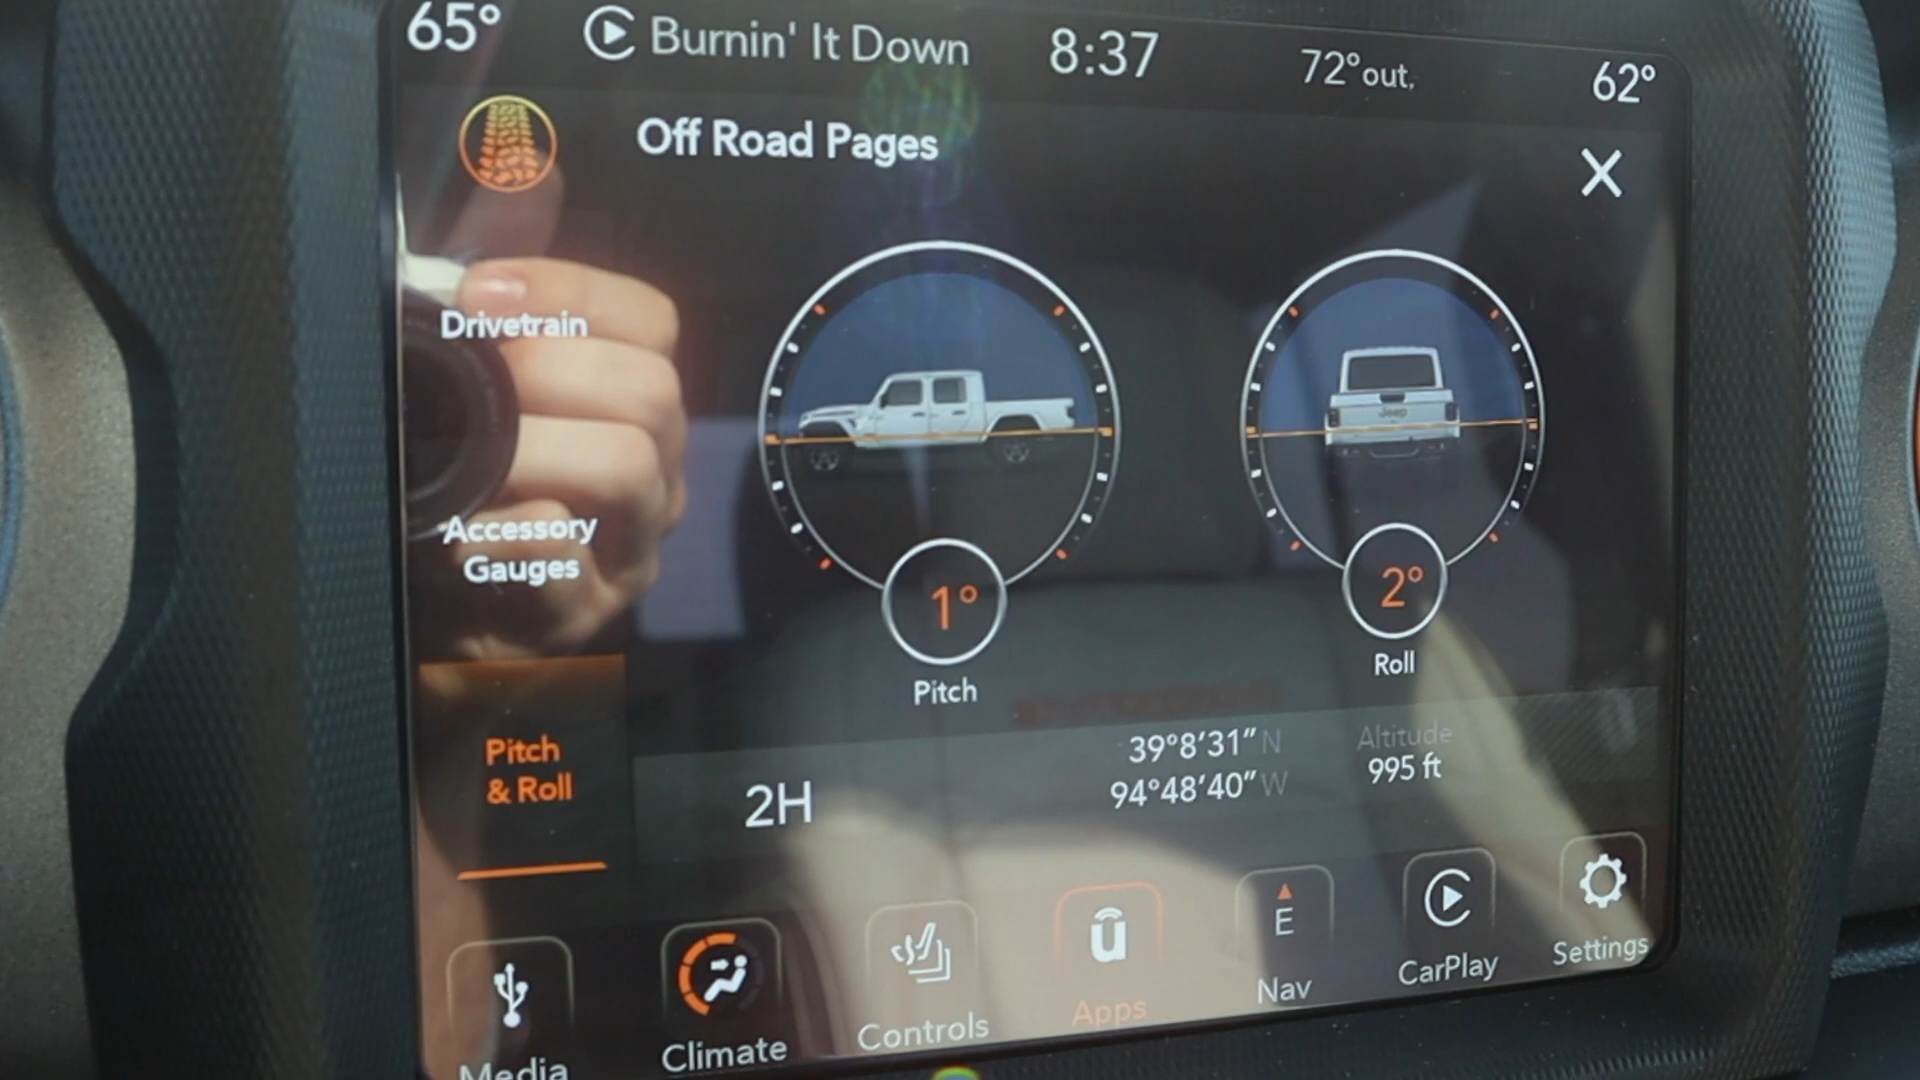 65° Burnin' It Down 8:37 72°out. 62°
Off Road Pages
X
Drivetrain
Accessory
Gauges
Pitch
& Roll
Jeep
1°
Pitch
2°
Roll
2H
39°8'31" N
94°48'40" W
Altitude
995 ft
E
Media
Climate
Controls
Apps
Nav
CarPlay
Settings